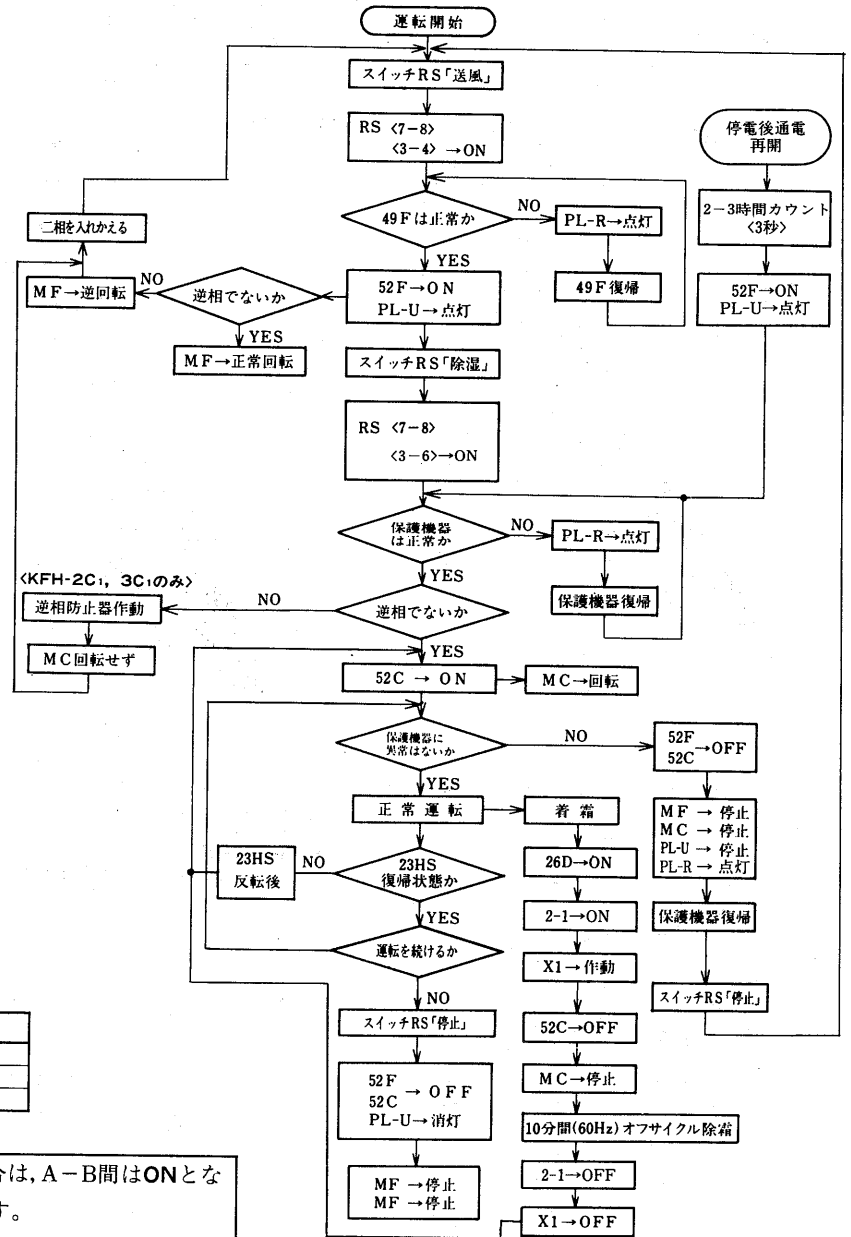 運転開始
スイッチRS「送風」
RS <7-8>
<3-4> →ON
49Fは正常か
NO
PL-R→点灯
49F復帰
YES
52F→ON
PL-U→点灯
逆相でないか
NO
MF→逆回転
二相を入れかえる
YES
MF→正常回転
スイッチRS「除湿」
RS <7-8>
<3-6>→ON
停電後通電
再開
2-3時間カウント
<3秒>
52F→ON
PL-U→点灯
保護機器
は正常か
NO
PL-R→点灯
保護機器復帰
YES
逆相でないか
NO
<KFH-2C₁, 3C₁のみ>
逆相防止器作動
MC回転せず
YES
52C → ON
MC→回転
保護機器に
異常はないか
NO
52F
52C →OFF
MF → 停止
MC → 停止
PL-U → 停止
PL-R → 点灯
保護機器復帰
スイッチRS「停止」
YES
正常運転
着霜
26D→ON
2-1→ON
X1→作動
52C→OFF
MC→停止
10分間(60Hz)オフサイクル除霜
2-1→OFF
X1→OFF
23HS
復帰状態か
NO
23HS
反転後
YES
運転を続けるか
NO
スイッチRS「停止」
52F
52C → OFF
PL-U→消灯
MF →停止
MF →停止
合は, A-B間はONとな
す。